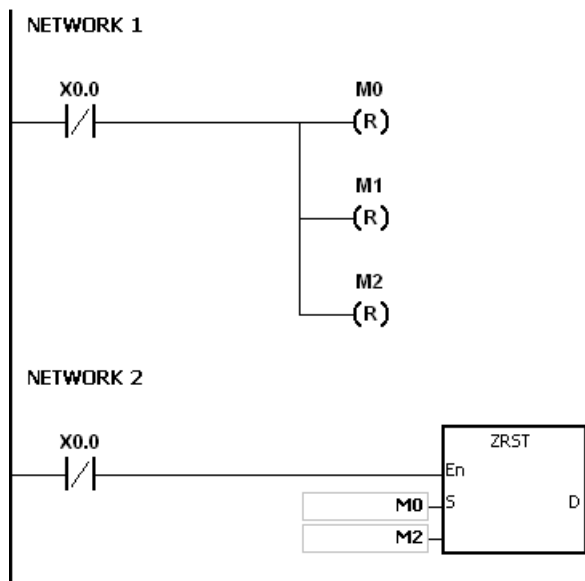 NETWORK 1
X0.0
M0
(R)
M1
(R)
M2
(R)
NETWORK 2
X0.0
ZRST
En
M0 S D
M2